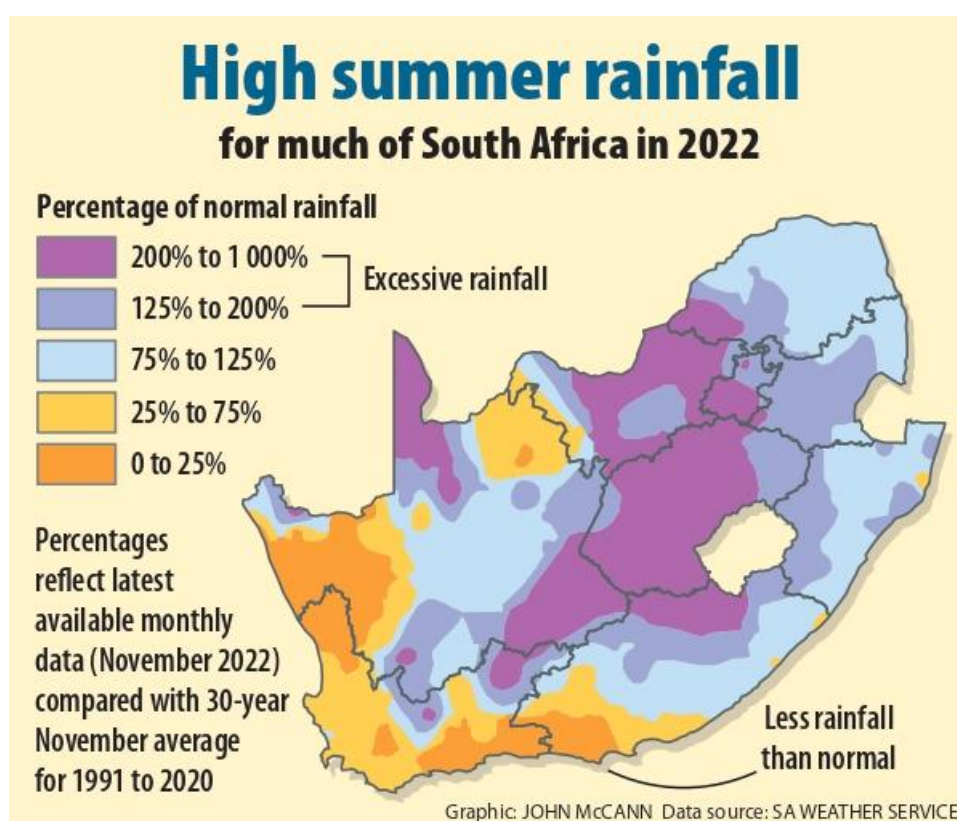 High summer rainfall
for much of South Africa in 2022
Percentage of normal rainfall
200% to 1 000%
125% to 200%
Excessive rainfall
75% to 125%
25% to 75%
0 to 25%
Percentages
reflect latest
available monthly
data (November 2022)
compared with 30-year
November average
for 1991 to 2020
Less rainfall
than normal
Graphic: JOHN McCANN Data source: SA WEATHER SERVICE